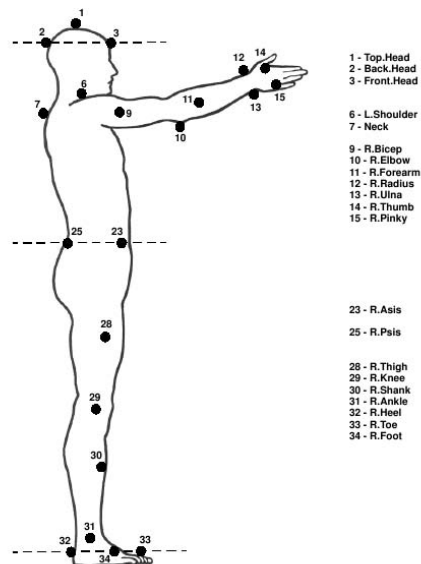 1
2
3
6
7
9
10
11
12
13
14
15
25
23
28
29
30
31
32
33
34
1 - Top.Head
2 - Back.Head
3 - Front.Head
6 - L.Shoulder
7 - Neck
9 - R.Bicep
10 - R.Elbow
11 - R.Forearm
12 - R.Radius
13 - R.Ulna
14 - R.Thumb
15 - R.Pinky
23 - R.Asis
25 - R.Psis
28 - R.Thigh
29 - R.Knee
30 - R.Shank
31 - R.Ankle
32 - R.Heel
33 - R.Toe
34 - R.Foot